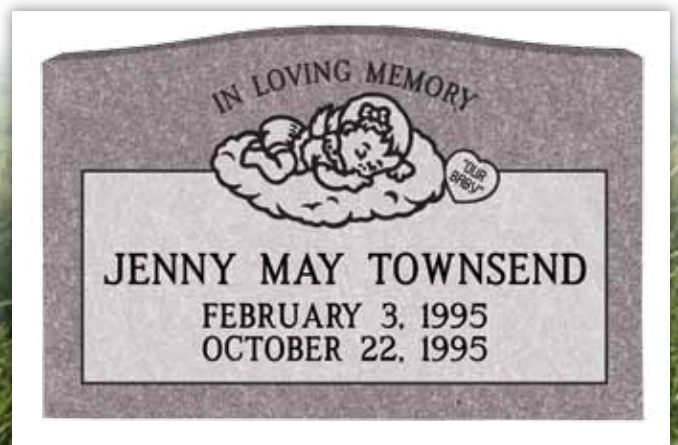 IN LOVING MEMORY
"OUR
BABY"
JENNY MAY TOWNSEND
FEBRUARY 3, 1995
OCTOBER 22, 1995